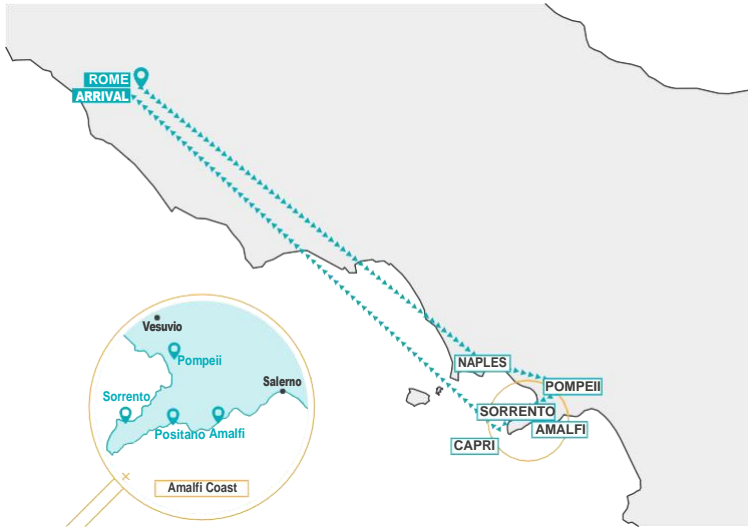 ROME
ARRIVAL
NAPLES
POMPEII
SORRENTO
AMALFI
CAPRI
Vesuvio
Pompeii
Salerno
Sorrento
Positano
Amalfi
Amalfi Coast